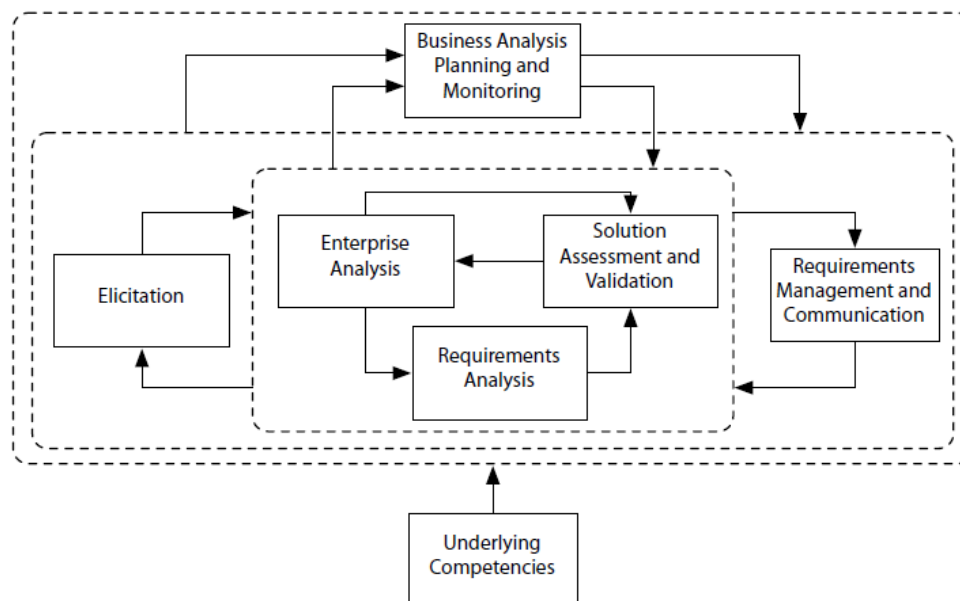 Business Analysis
Planning and
Monitoring
Enterprise
Analysis
Solution
Assessment and
Validation
Elicitation
Requirements
Management and
Communication
Requirements
Analysis
Underlying
Competencies